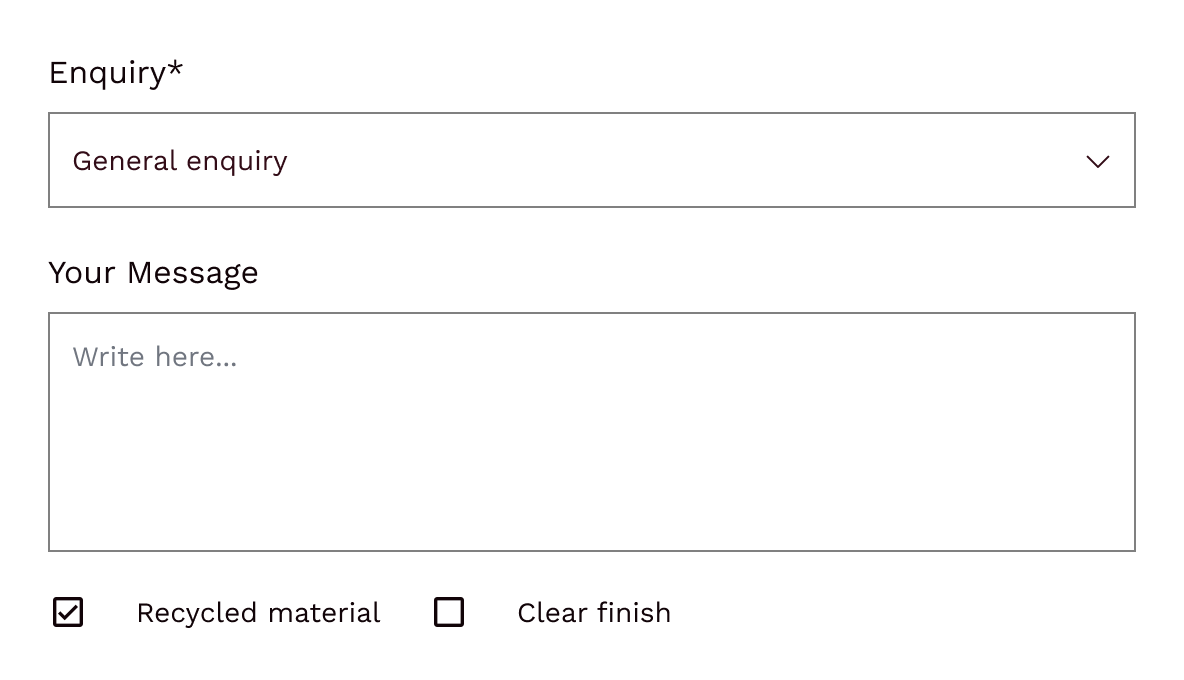 Enquiry*
General enquiry
Your Message
Write here...
Recycled material Clear finish